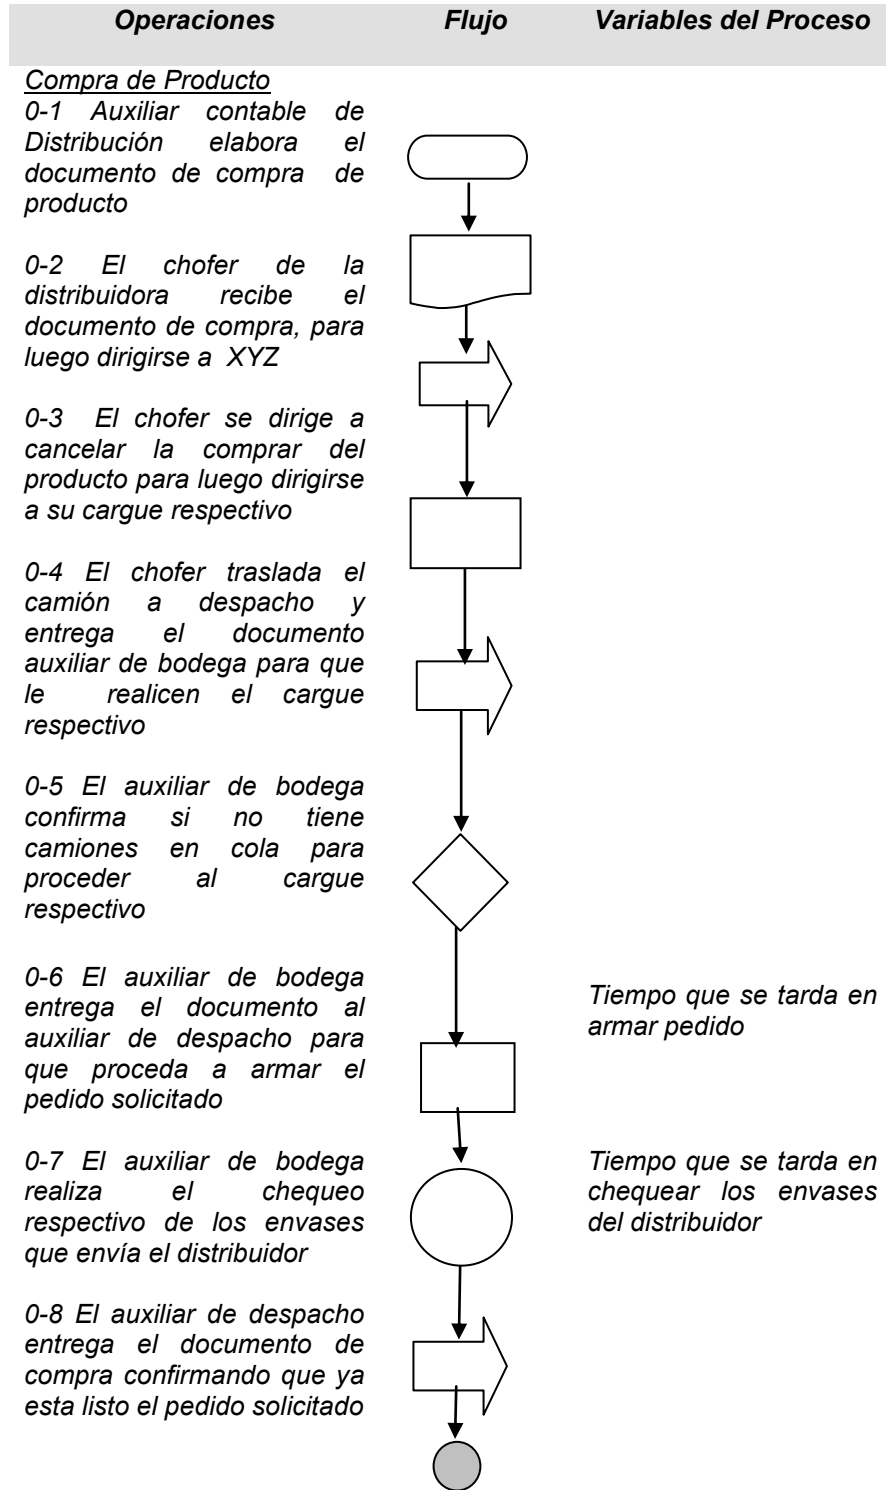 Operaciones Flujo Variables del Proceso
Compra de Producto
0-1 Auxiliar contable de
Distribución elabora el
documento de compra de
producto
0-2 El chofer de la
distribuidora recibe el
documento de compra, para
luego dirigirse a XYZ
0-3 El chofer se dirige a
cancelar la comprar del
producto para luego dirigirse
a su cargue respectivo
0-4 El chofer traslada el
camión a despacho y
entrega el documento
auxiliar de bodega para que
le realicen el cargue
respectivo
0-5 El auxiliar de bodega
confirma si no tiene
camiones en cola para
proceder al cargue
respectivo
0-6 El auxiliar de bodega
entrega el documento al
auxiliar de despacho para
que proceda a armar el
pedido solicitado
Tiempo que se tarda en
armar pedido
0-7 El auxiliar de bodega
realiza el chequeo
respectivo de los envases
que envía el distribuidor
Tiempo que se tarda en
chequear los envases
del distribuidor
0-8 El auxiliar de despacho
entrega el documento de
compra confirmando que ya
esta listo el pedido solicitado